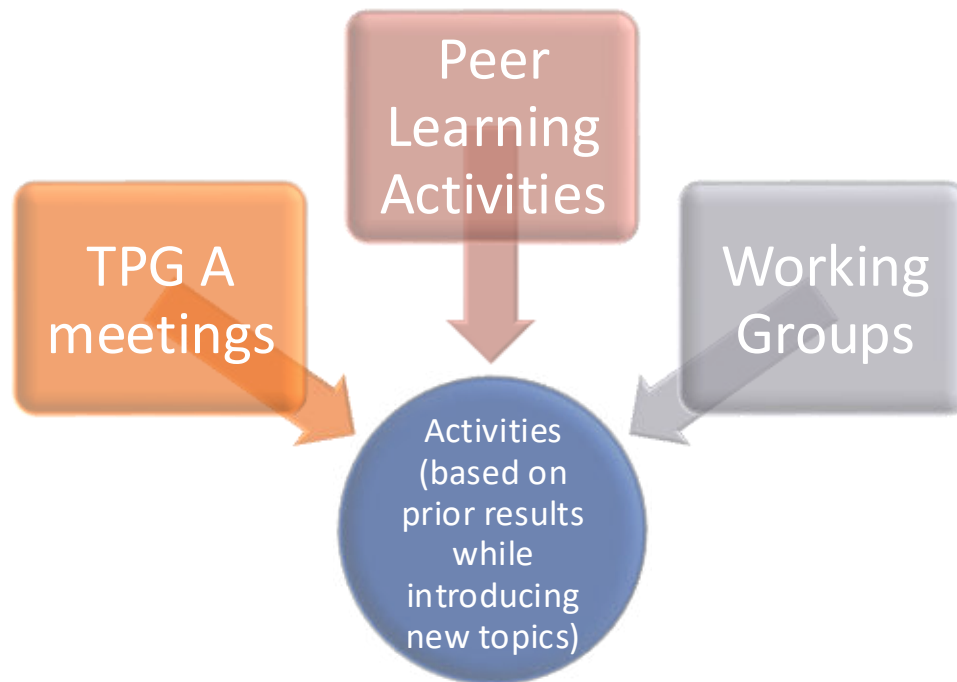 Peer
Learning
Activities
TPG A
meetings
Working
Groups
Activities
(based on
prior results
while
introducing
new topics)